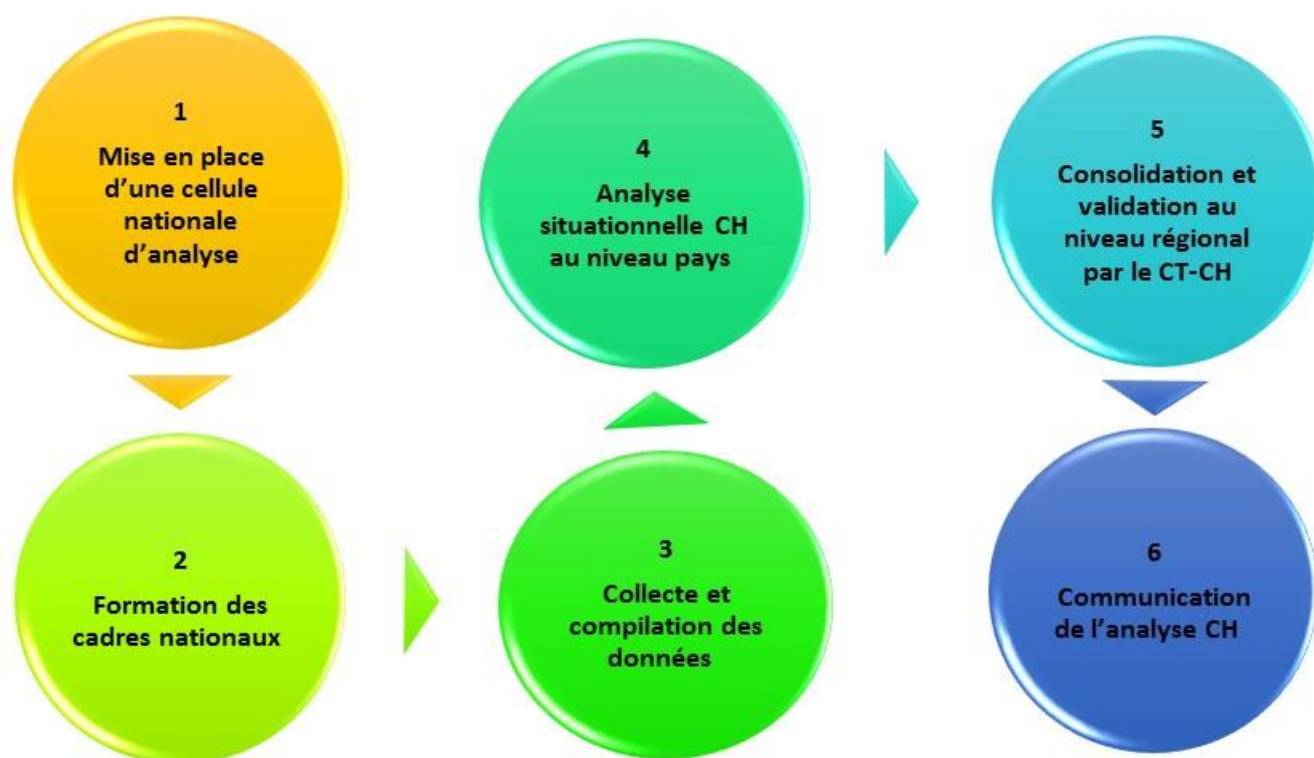 1
Mise en place
d’une cellule
nationale
d’analyse
2
Formation des
cadres nationaux
3
Collecte et
compilation des
données
4
Analyse
situationnelle CH
au niveau pays
5
Consolidation et
validation au
niveau régional
par le CT-CH
6
Communication
de l’analyse CH